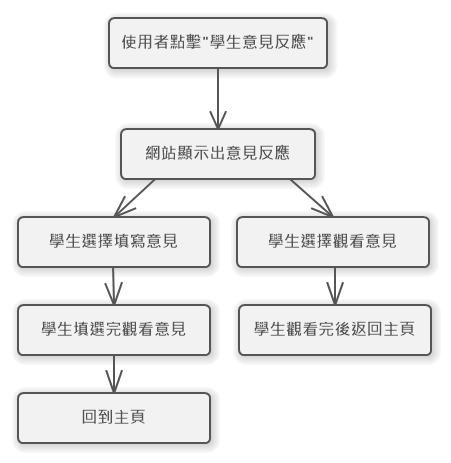 使用者點擊"學生意見反應"
網站顯示出意見反應
學生選擇填寫意見
學生選擇觀看意見
學生填選完觀看意見
學生觀看完後返回主頁
回到主頁